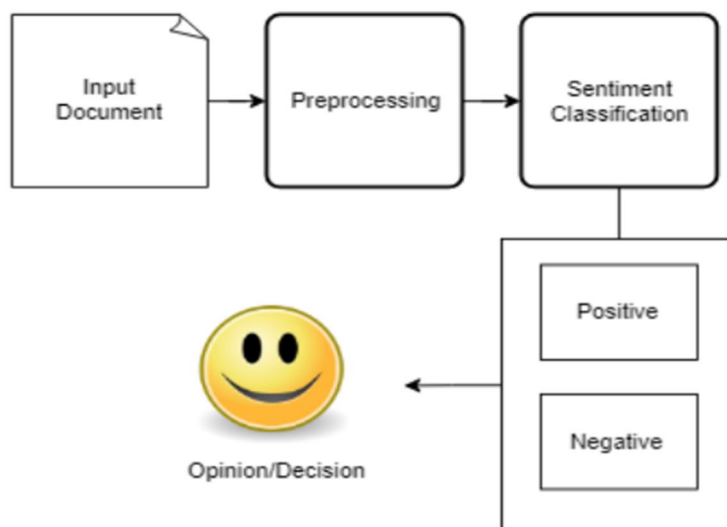 Input
Document
Preprocessing
Sentiment
Classification
Positive
Negative
Opinion/Decision